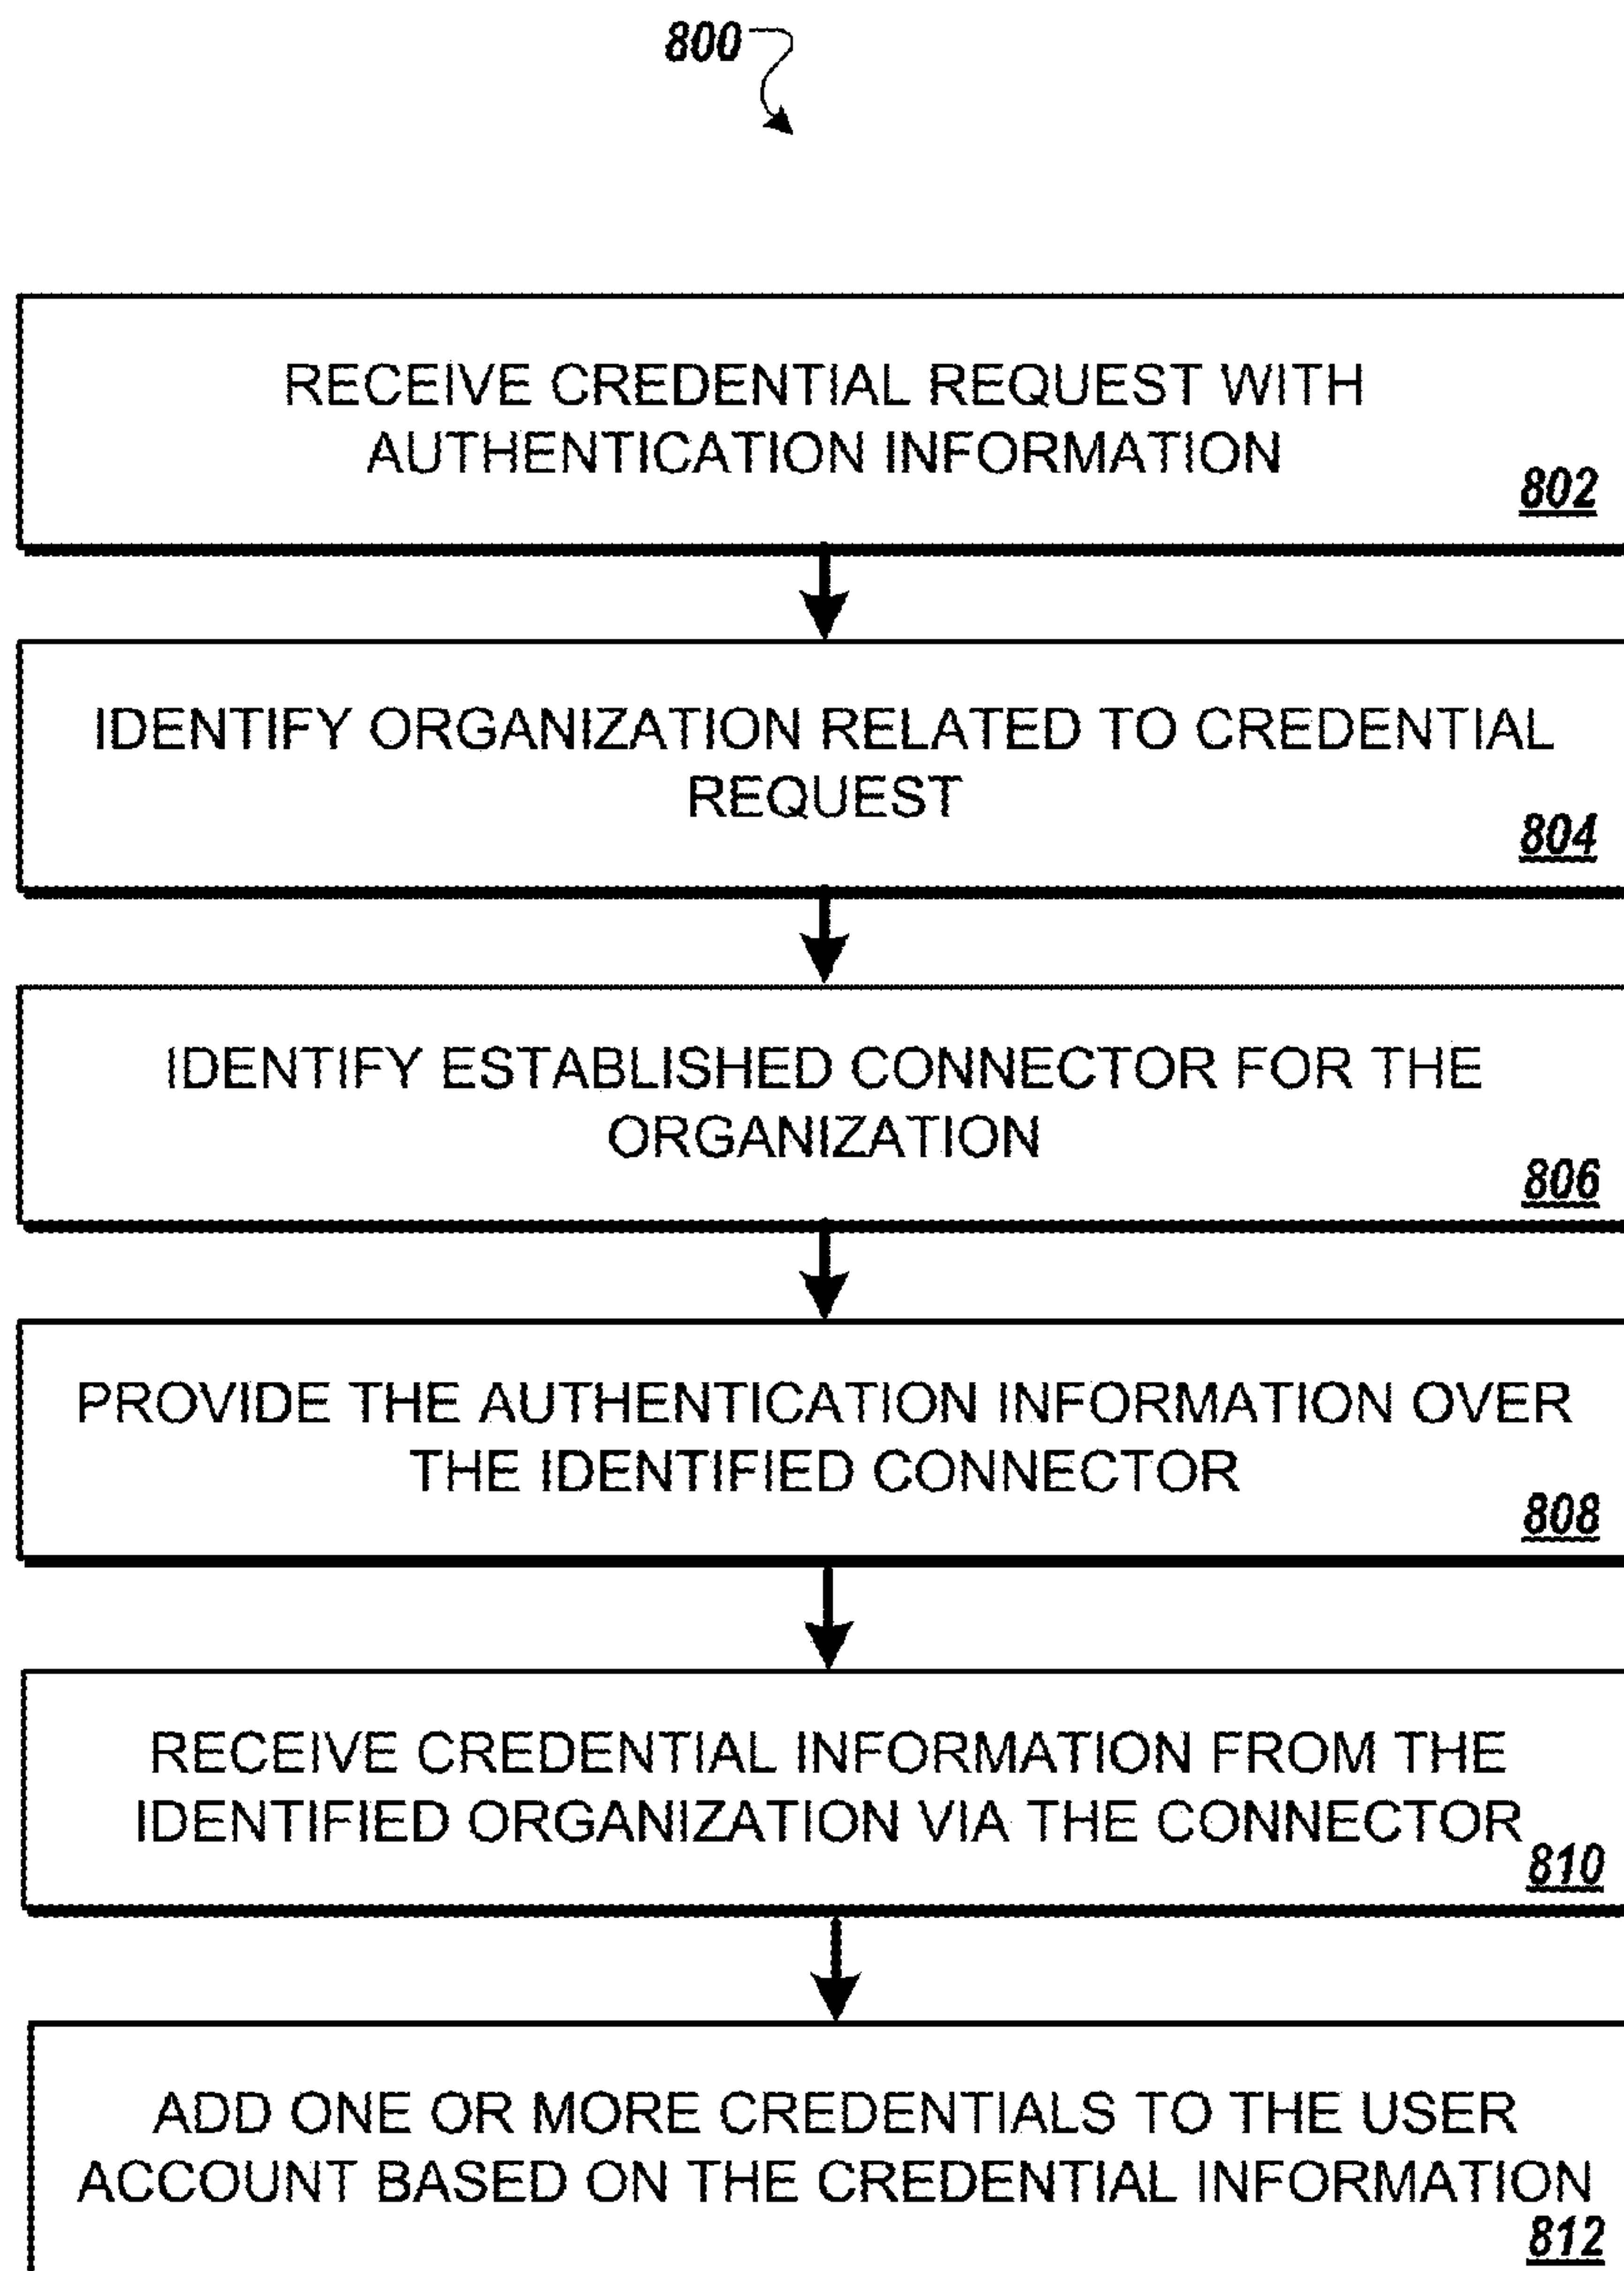 800
RECEIVE CREDENTIAL REQUEST WITH
AUTHENTICATION INFORMATION
802
IDENTIFY ORGANIZATION RELATED TO CREDENTIAL
REQUEST
804
IDENTIFY ESTABLISHED CONNECTOR FOR THE
ORGANIZATION
806
PROVIDE THE AUTHENTICATION INFORMATION OVER
THE IDENTIFIED CONNECTOR
808
RECEIVE CREDENTIAL INFORMATION FROM THE
IDENTIFIED ORGANIZATION VIA THE CONNECTOR
810
ADD ONE OR MORE CREDENTIALS TO THE USER
ACCOUNT BASED ON THE CREDENTIAL INFORMATION
812